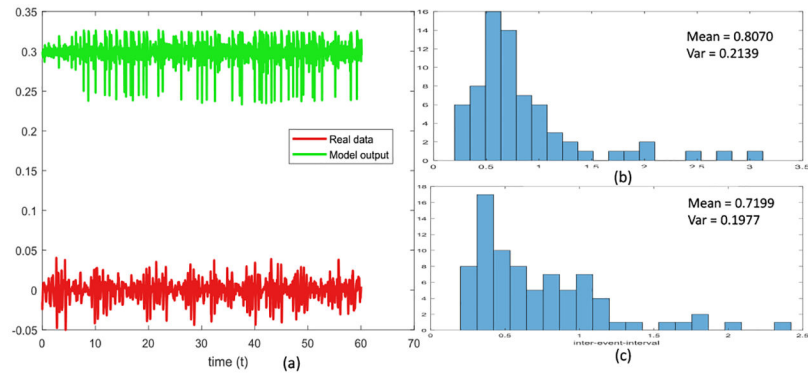 0.35
0.3
0.25
0.2
0.15
0.1
0.05
0
-0.05
0 10 20 30 40 50 60 70
time (t)
(a)
Real data
Model output
16
14
12
10
8
6
4
2
0
0.5 1 1.5 2 2.5 3 3.5
Mean = 0.8070
Var = 0.2139
(b)
18
16
14
12
10
8
6
4
2
0
0.5 1 1.5 2 2.5
Mean = 0.7199
Var = 0.1977
inter-event-interval
(c)